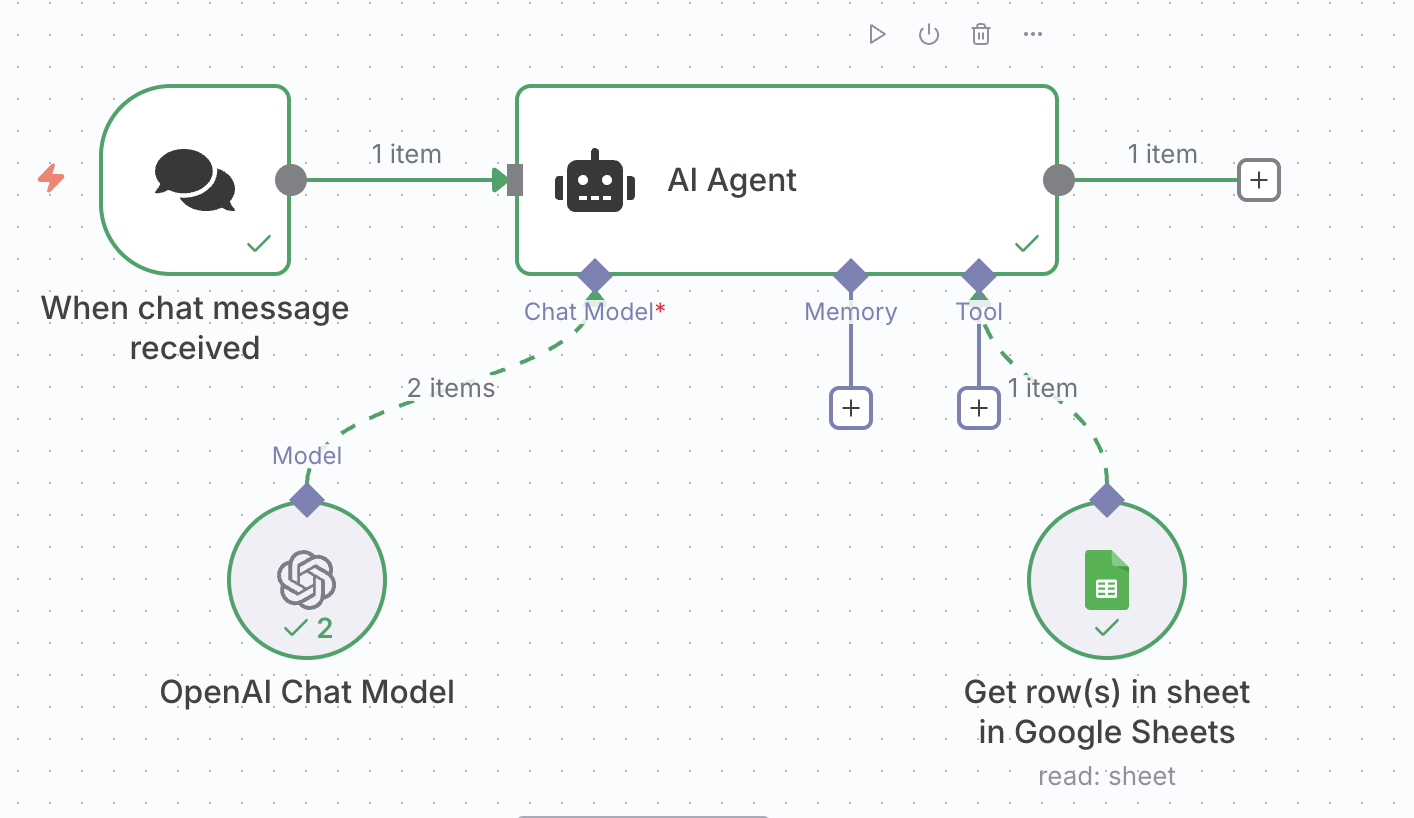 1 item
1 item
AI Agent
When chat message
received
Chat Model*
Memory
Tool
2 items
1 item
Model
2
OpenAI Chat Model
Get row(s) in sheet
in Google Sheets
read: sheet